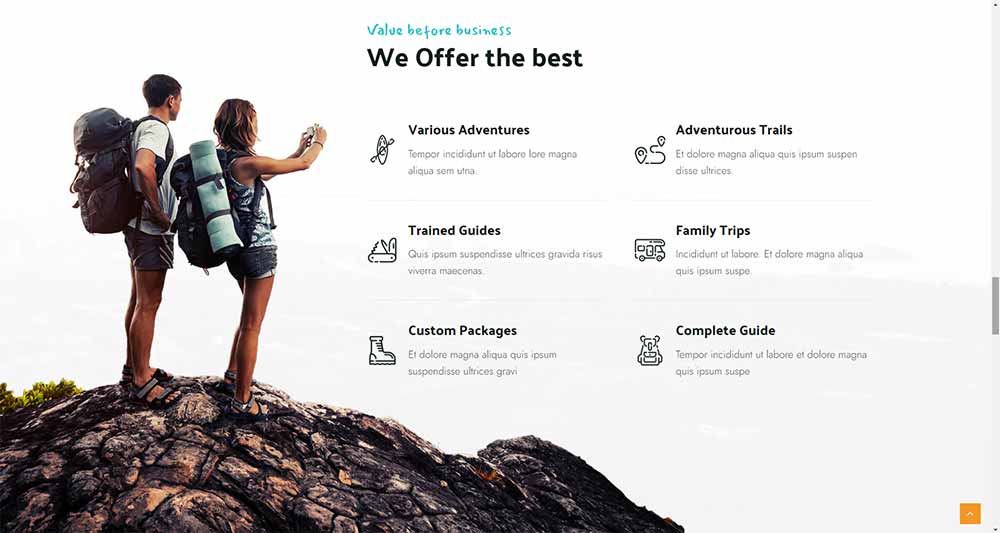 Value before business
We Offer the best
Various Adventures
Tempor incididunt ut labore lore magna
aliqua sem utna.
Adventurous Trails
Et dolore magna aliqua quis ipsum suspen
disse ultrices.
Trained Guides
Quis ipsum suspendisse ultrices gravida risus
viverra maecenas.
Family Trips
Incididunt ut labore. Et dolore magna aliqua
quis ipsum suspe.
Custom Packages
Et dolore magna aliqua quis ipsum
suspendisse ultrices gravi
Complete Guide
Tempor incididunt ut labore et dolore magna
quis ipsum suspe